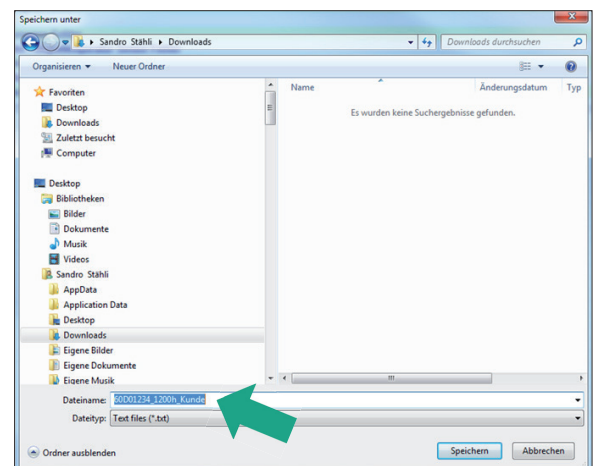 Speichern unter
Sandro Stähli Downloads
Downloads durchsuchen
Organisieren Neuer Ordner
Name Änderungsdatum Typ
Es wurden keine Suchergebnisse gefunden.
Favoriten
Desktop
Downloads
Zuletzt besucht
Computer
Desktop
Bibliotheken
Bilder
Dokumente
Musik
Videos
Sandro Stähli
AppData
Application Data
Desktop
Downloads
Eigene Bilder
Eigene Dokumente
Eigene Musik
Dateiname: 60D01234_1200h_Kunde
Dateityp: Text files (*.txt)
Ordner ausblenden
Speichern Abbrechen